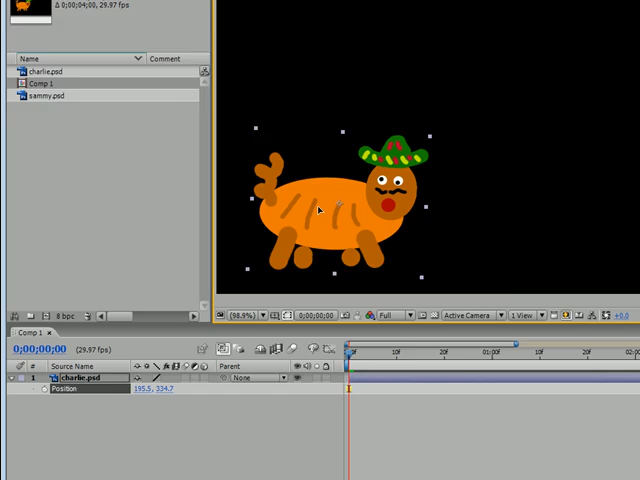 Δ 0;00;04;00, 29.97 fps
Name Comment
charlie.psd
Comp 1
sammy.psd
8 bpc
(98.9%) 0;00;00;00 Full Active Camera 1 View +0.0
Comp 1 ×
0;00;00;00 (29.97 fps)
# Source Name Parent
10f 20f 01:00f 10f 20f 02:00
1 charlie.psd None
Position 195.5, 334.7